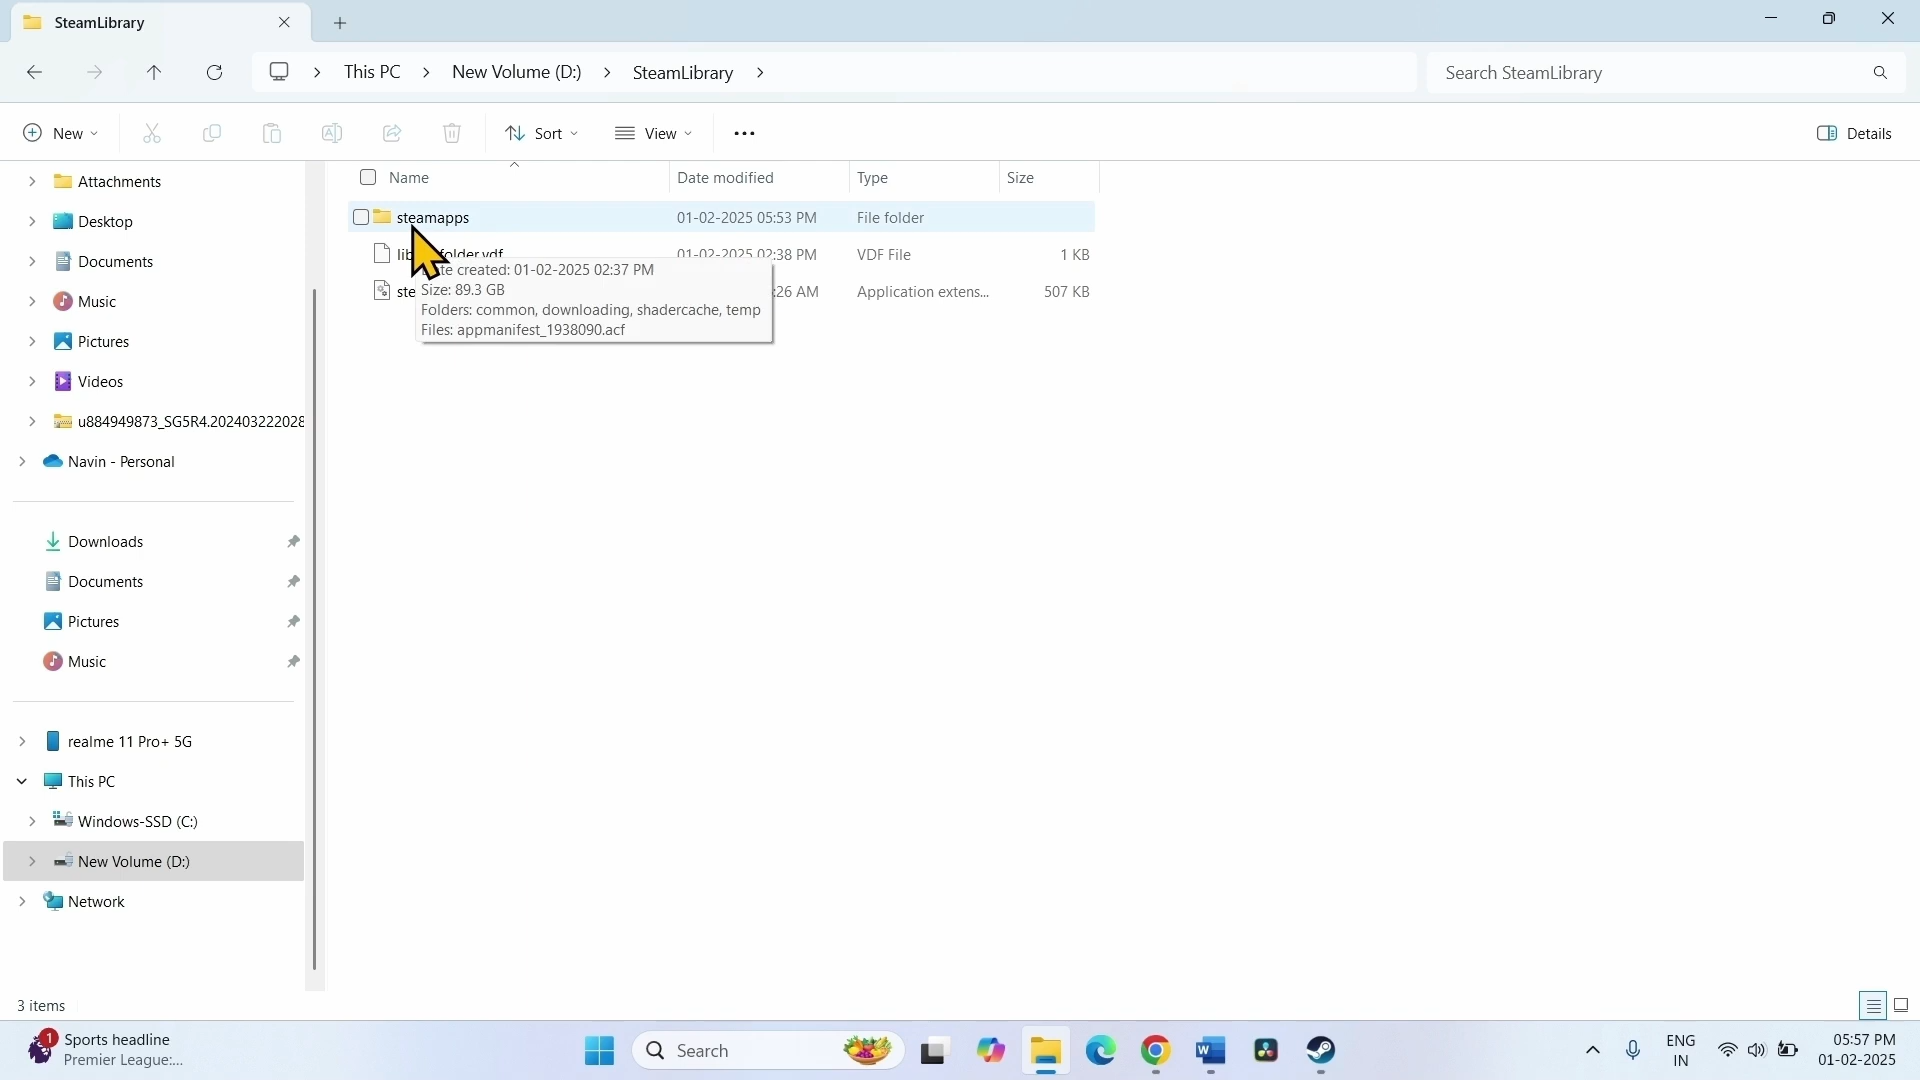 SteamLibrary
This PC
New Volume (D:)
SteamLibrary
Search SteamLibrary
New
Sort
View
Details
Name
Date modified
Type
Size
steamapps
01-02-2025 05:53 PM
File folder
01-02-2025 02:38 PM
VDF File
1 KB
Application extens...
507 KB
created: 01-02-2025 02:37 PM
Size: 89.3 GB
Folders: common, downloading, shadercache, temp
Files: appmanifest_1938090.acf
Attachments
Desktop
Documents
Music
Pictures
Videos
u884949873_SG5R4.202403222028
Navin - Personal
Downloads
Documents
Pictures
Music
realme 11 Pro+ 5G
This PC
Windows-SSD (C:)
New Volume (D:)
Network
3 items
1
Sports headline
Premier League:...
Search
ENG
IN
05:57 PM
01-02-2025